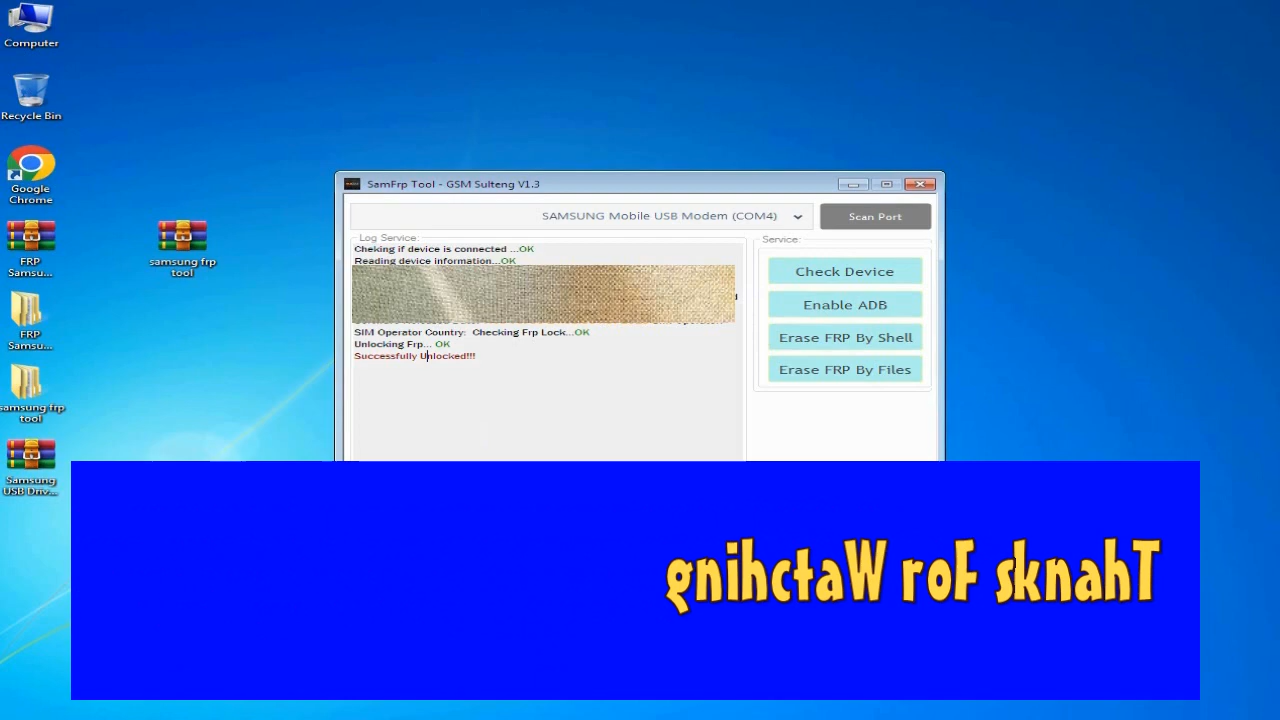 Computer
Recycle Bin
Google
Chrome
FRP
Samsu...
FRP
Samsu...
samsung frp
tool
Samsung
USB Driv...
samsung frp
tool
SamFrp Tool - GSM Sulteng V1.3
SAMSUNG Mobile USB Modem (COM4)
Scan Port
Log Service:
Cheking if device is connected ...OK
Reading device information...OK
SIM Operator Country:  Checking Frp Lock...OK
Unlocking Frp... OK
Successfully Unlocked!!!
Service:
Check Device
Enable ADB
Erase FRP By Shell
Erase FRP By Files
Thanks For Watching